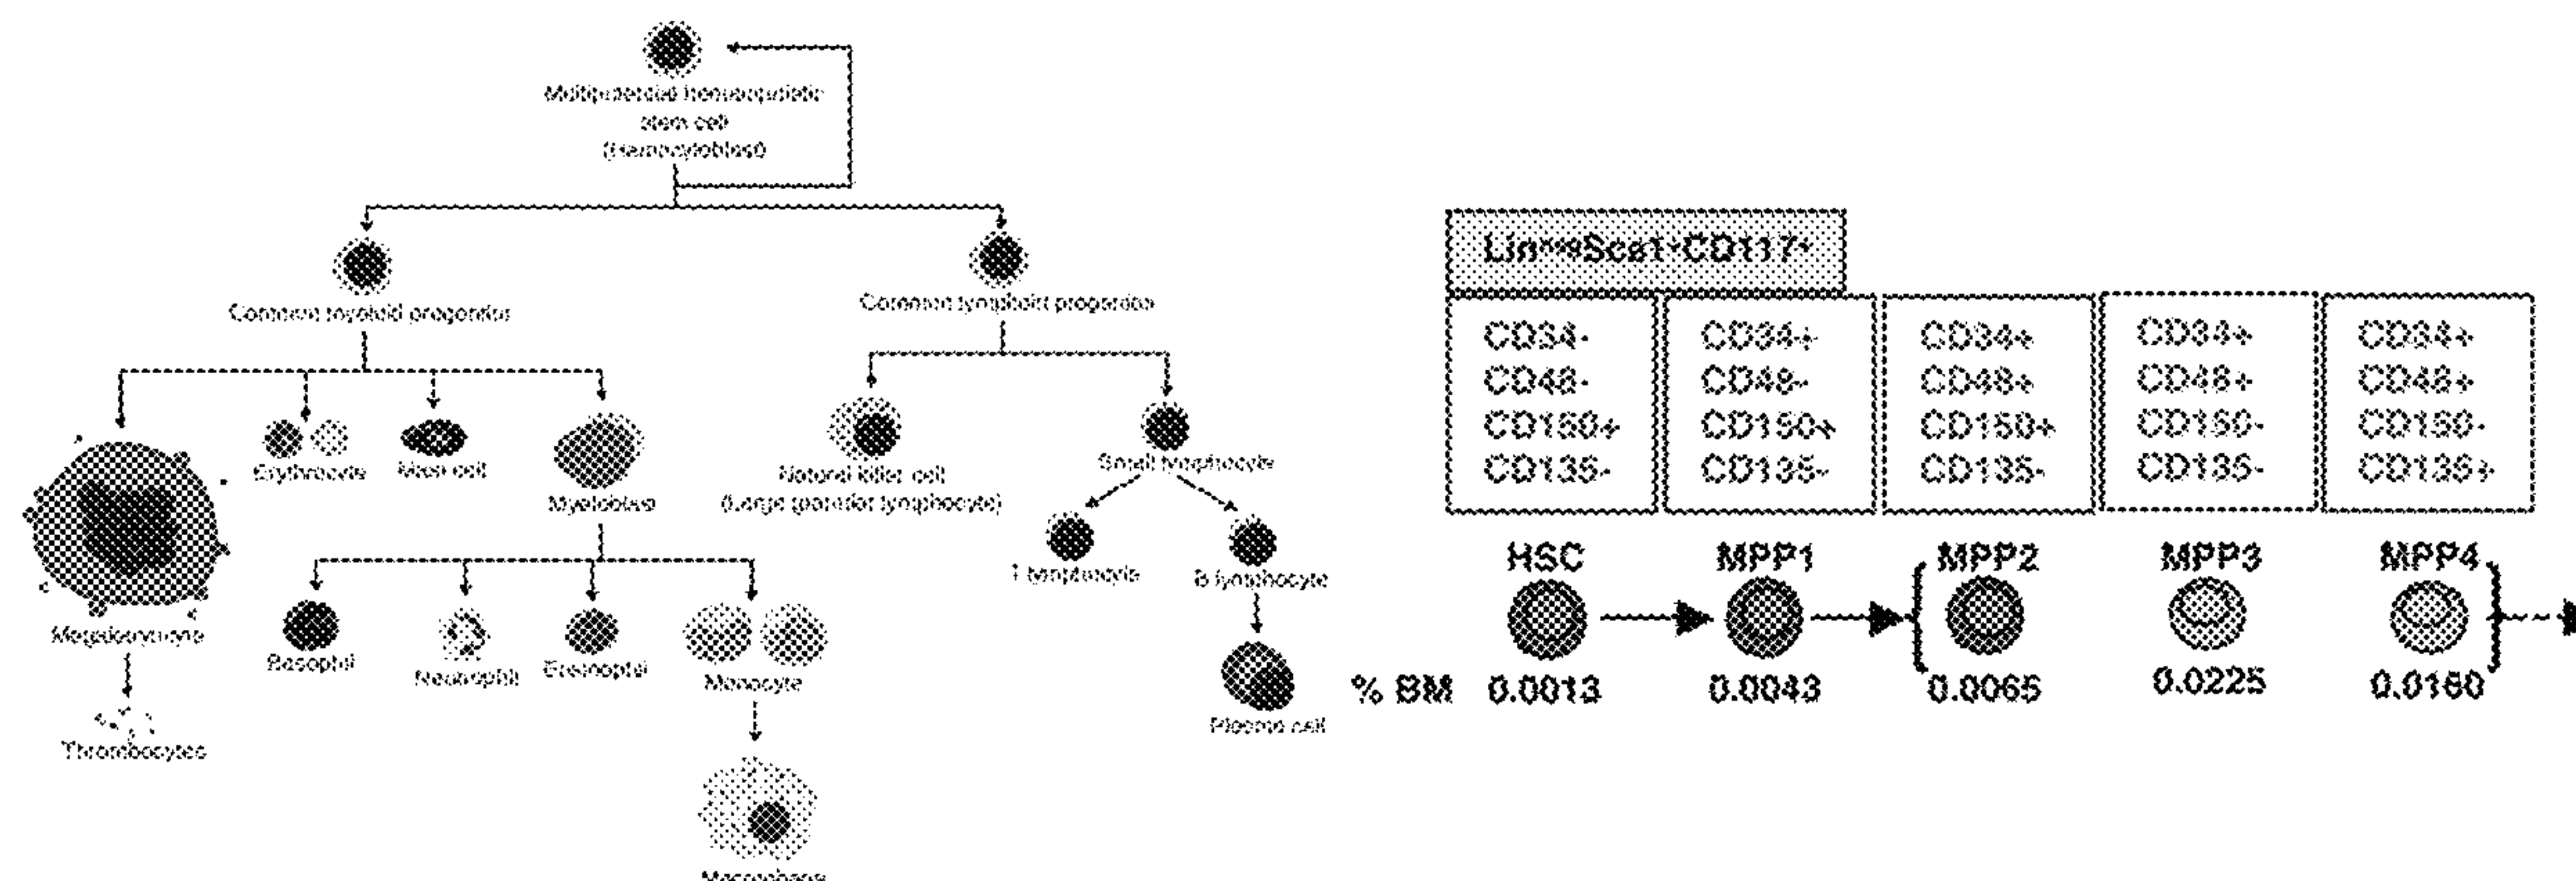 Multipotential hematopoietic
stem cell
(Hemocytoblast)
Common myeloid progenitor
Common lymphoid progenitor
Erythrocyte
Mast cell
Myeloblast
Natural killer cell
(Large granular lymphocyte)
Small lymphocyte
T lymphocyte
B lymphocyte
Megakaryocyte
Basophil
Neutrophil
Eosinophil
Monocyte
Plasma cell
Thrombocytes
Macrophage
LinnegSca1+CD117+
CD34-
CD48-
CD150+
CD135-
CD34+
CD48-
CD150+
CD135-
CD34+
CD48+
CD150+
CD135-
CD34+
CD48+
CD150-
CD135-
CD34+
CD48+
CD150-
CD135+
HSC MPP1 MPP2 MPP3 MPP4
% BM 0.0013 0.0043 0.0065 0.0225 0.0160